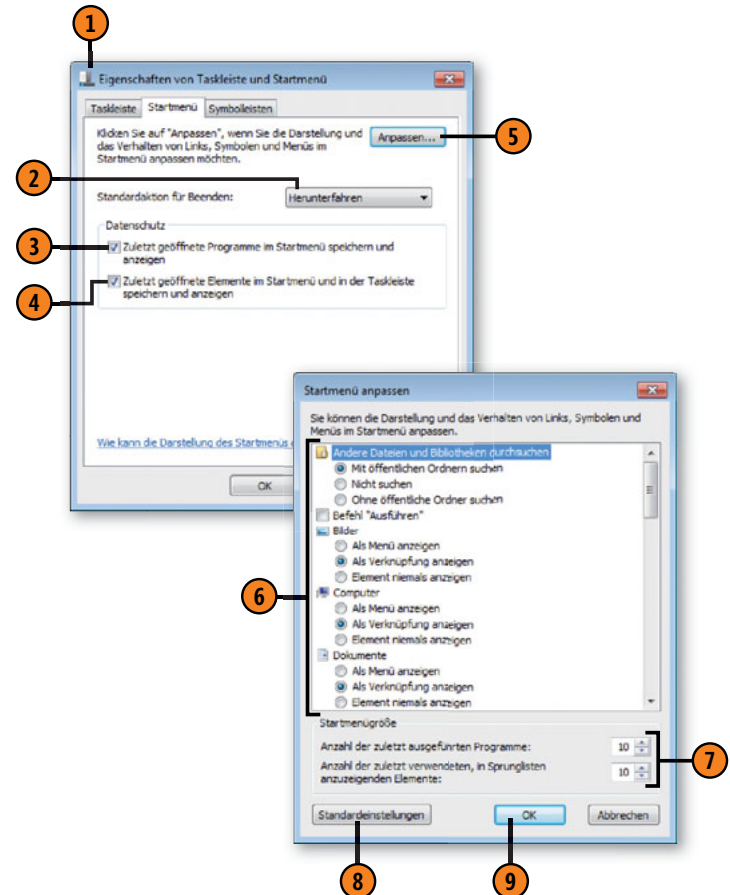 1
Eigenschaften von Taskleiste und Startmenü
Taskleiste Startmenü Symbolleisten
Klicken Sie auf "Anpassen", wenn Sie die Darstellung und
das Verhalten von Links, Symbolen und Menüs im
Startmenü anpassen möchten.
Anpassen...
5
2
Standardaktion für Beenden:
Herunterfahren
Datenschutz
3
Zuletzt geöffnete Programme im Startmenü speichern und
anzeigen
4
Zuletzt geöffnete Elemente im Startmenü und in der Taskleiste
speichern und anzeigen
Wie kann die Darstellung des Startmenüs
OK
Startmenü anpassen
Sie können die Darstellung und das Verhalten von Links, Symbolen und
Menüs im Startmenü anpassen.
6
Andere Dateien und Bibliotheken durchsuchen
Mit öffentlichen Ordnern suchen
Nicht suchen
Ohne öffentliche Ordner suchen
Befehl "Ausführen"
Bilder
Als Menü anzeigen
Als Verknüpfung anzeigen
Element niemals anzeigen
Computer
Als Menü anzeigen
Als Verknüpfung anzeigen
Element niemals anzeigen
Dokumente
Als Menü anzeigen
Als Verknüpfung anzeigen
Element niemals anzeigen
Startmenügröße
Anzahl der zuletzt ausgeführten Programme: 10
Anzahl der zuletzt verwendeten, in Sprunglisten
anzuzeigenden Elemente: 10
7
Standardeinstellungen OK Abbrechen
8 9